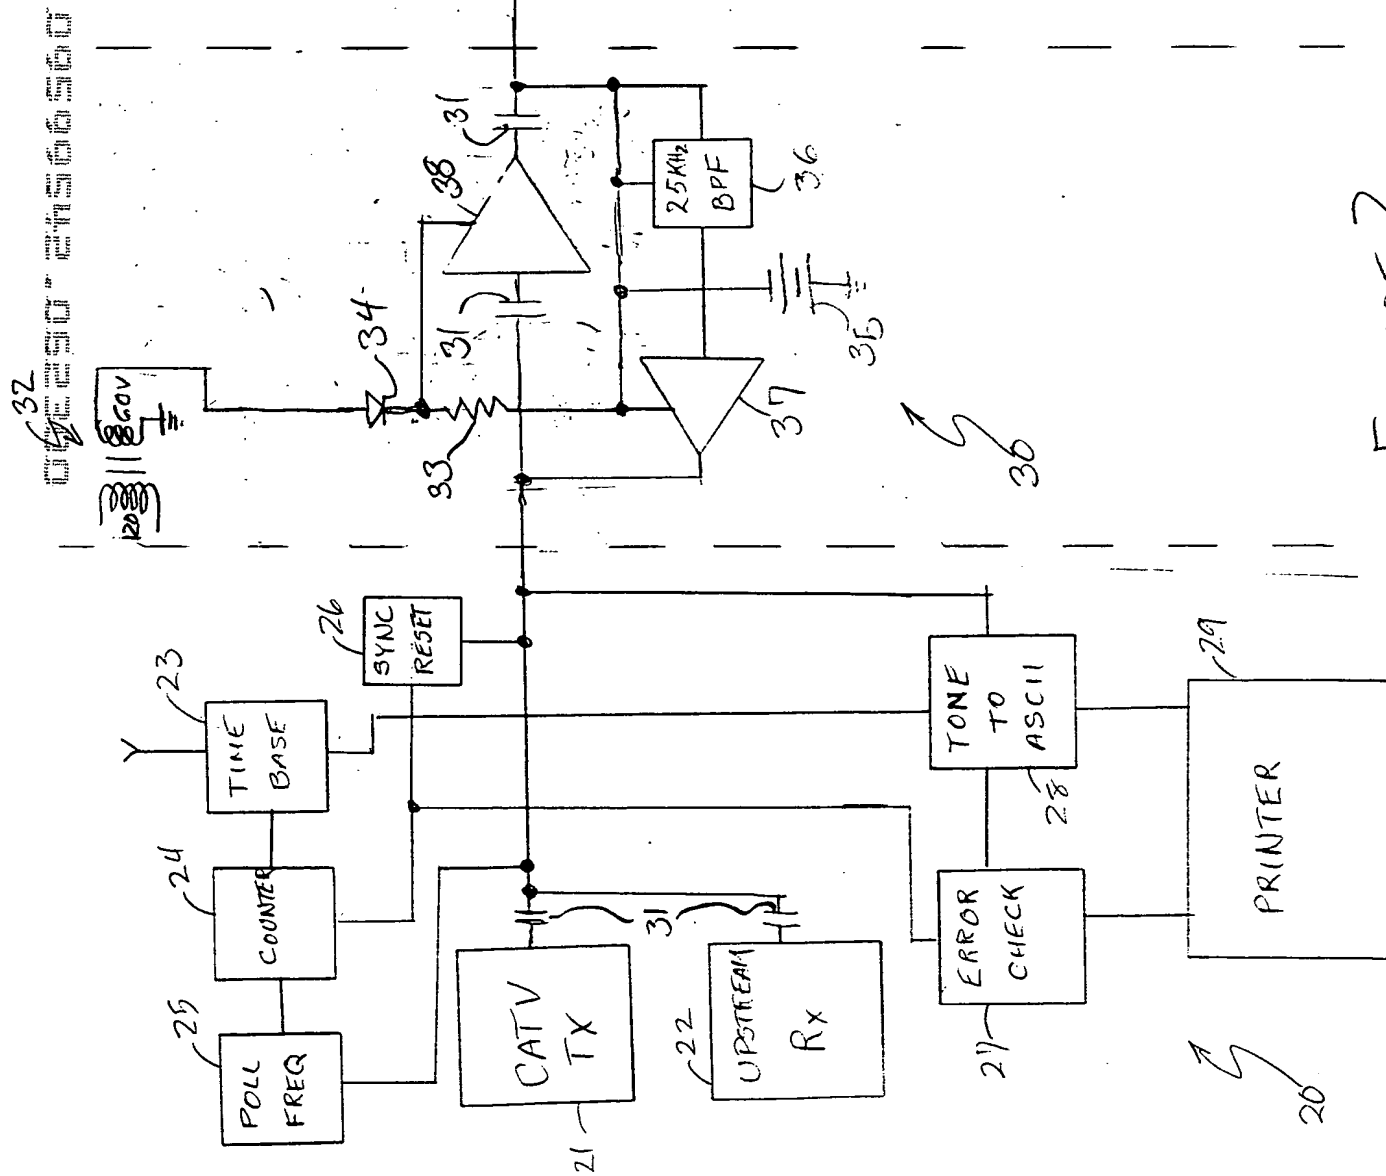 32
120
60V
34
33
31
38
31
25KHz
BPF
36
35
37
30
23
TIME
BASE
24
COUNTER
25
POLL
FREQ
26
SYNC
RESET
CATV
TX
21
31
UPSTREAM
Rx
22
TONE
TO
ASCII
28
ERROR
CHECK
27
PRINTER
29
20